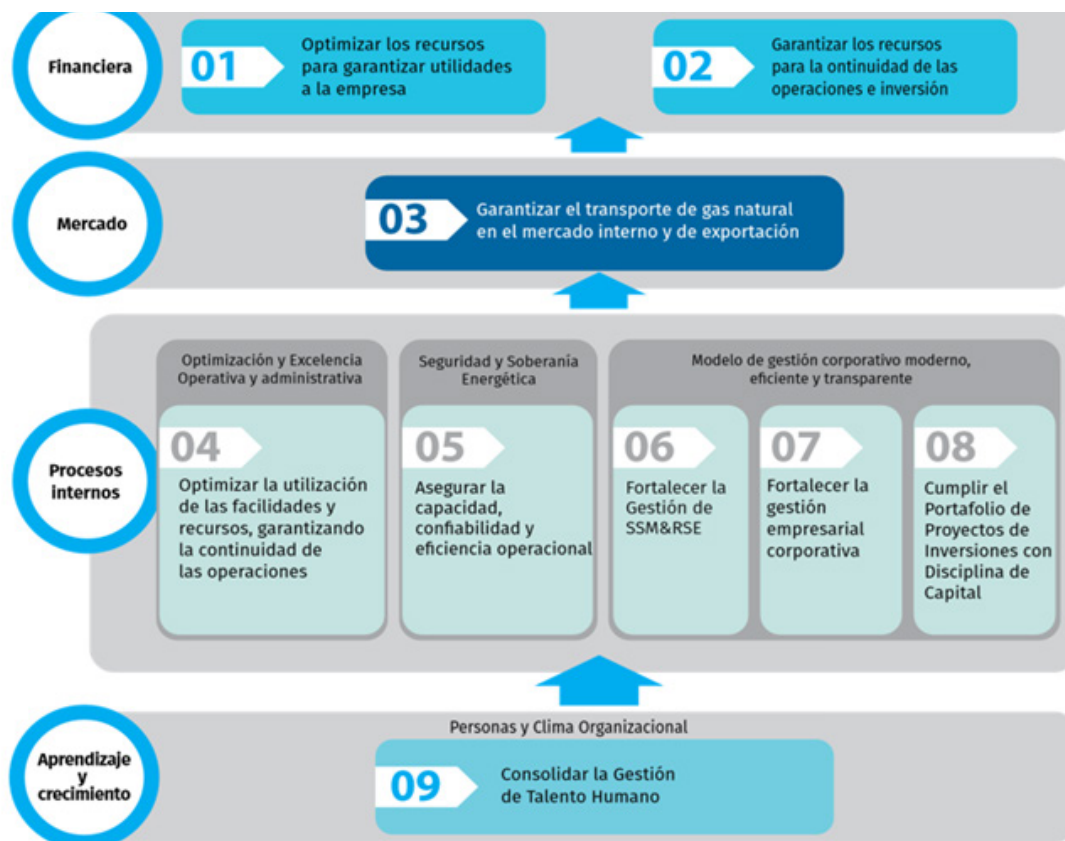 Financiera
01
Optimizar los recursos
para garantizar utilidades
a la empresa
02
Garantizar los recursos
para la ontinuidad de las
operaciones e inversión
Mercado
03
Garantizar el transporte de gas natural
en el mercado interno y de exportación
Procesos
internos
Optimización y Excelencia
Operativa y administrativa
04
Optimizar la utilización
de las facilidades y
recursos, garantizando
la continuidad de
las operaciones
Seguridad y Soberanía
Energética
05
Asegurar la
capacidad,
confiabilidad y
eficiencia operacional
Modelo de gestión corporativo moderno,
eficiente y transparente
06
Fortalecer la
Gestión de
SSM&RSE
07
Fortalecer la
gestión
empresarial
corporativa
08
Cumplir el
Portafolio de
Proyectos de
Inversiones con
Disciplina de
Capital
Aprendizaje
y
crecimiento
Personas y Clima Organizacional
09
Consolidar la Gestión
de Talento Humano